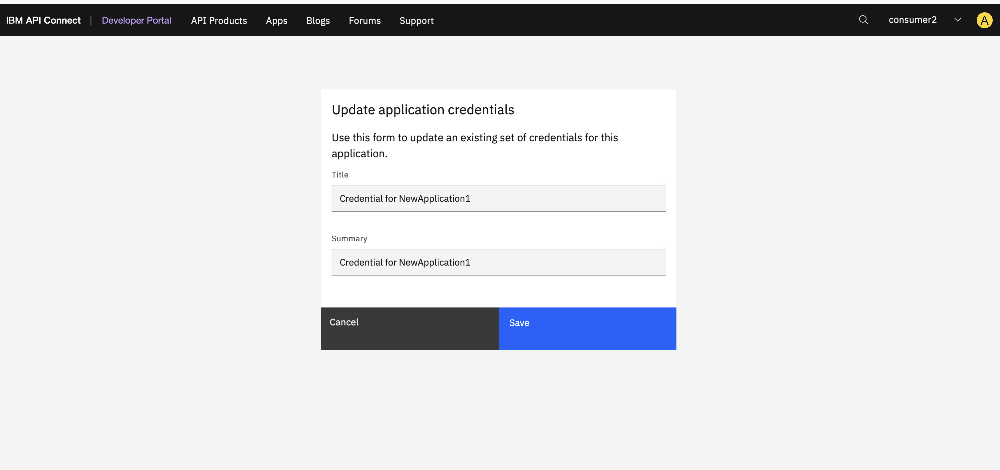 IBM API Connect | Developer Portal API Products Apps Blogs Forums Support consumer2 A
Update application credentials
Use this form to update an existing set of credentials for this
application.
Title
Credential for NewApplication1
Summary
Credential for NewApplication1
Cancel Save